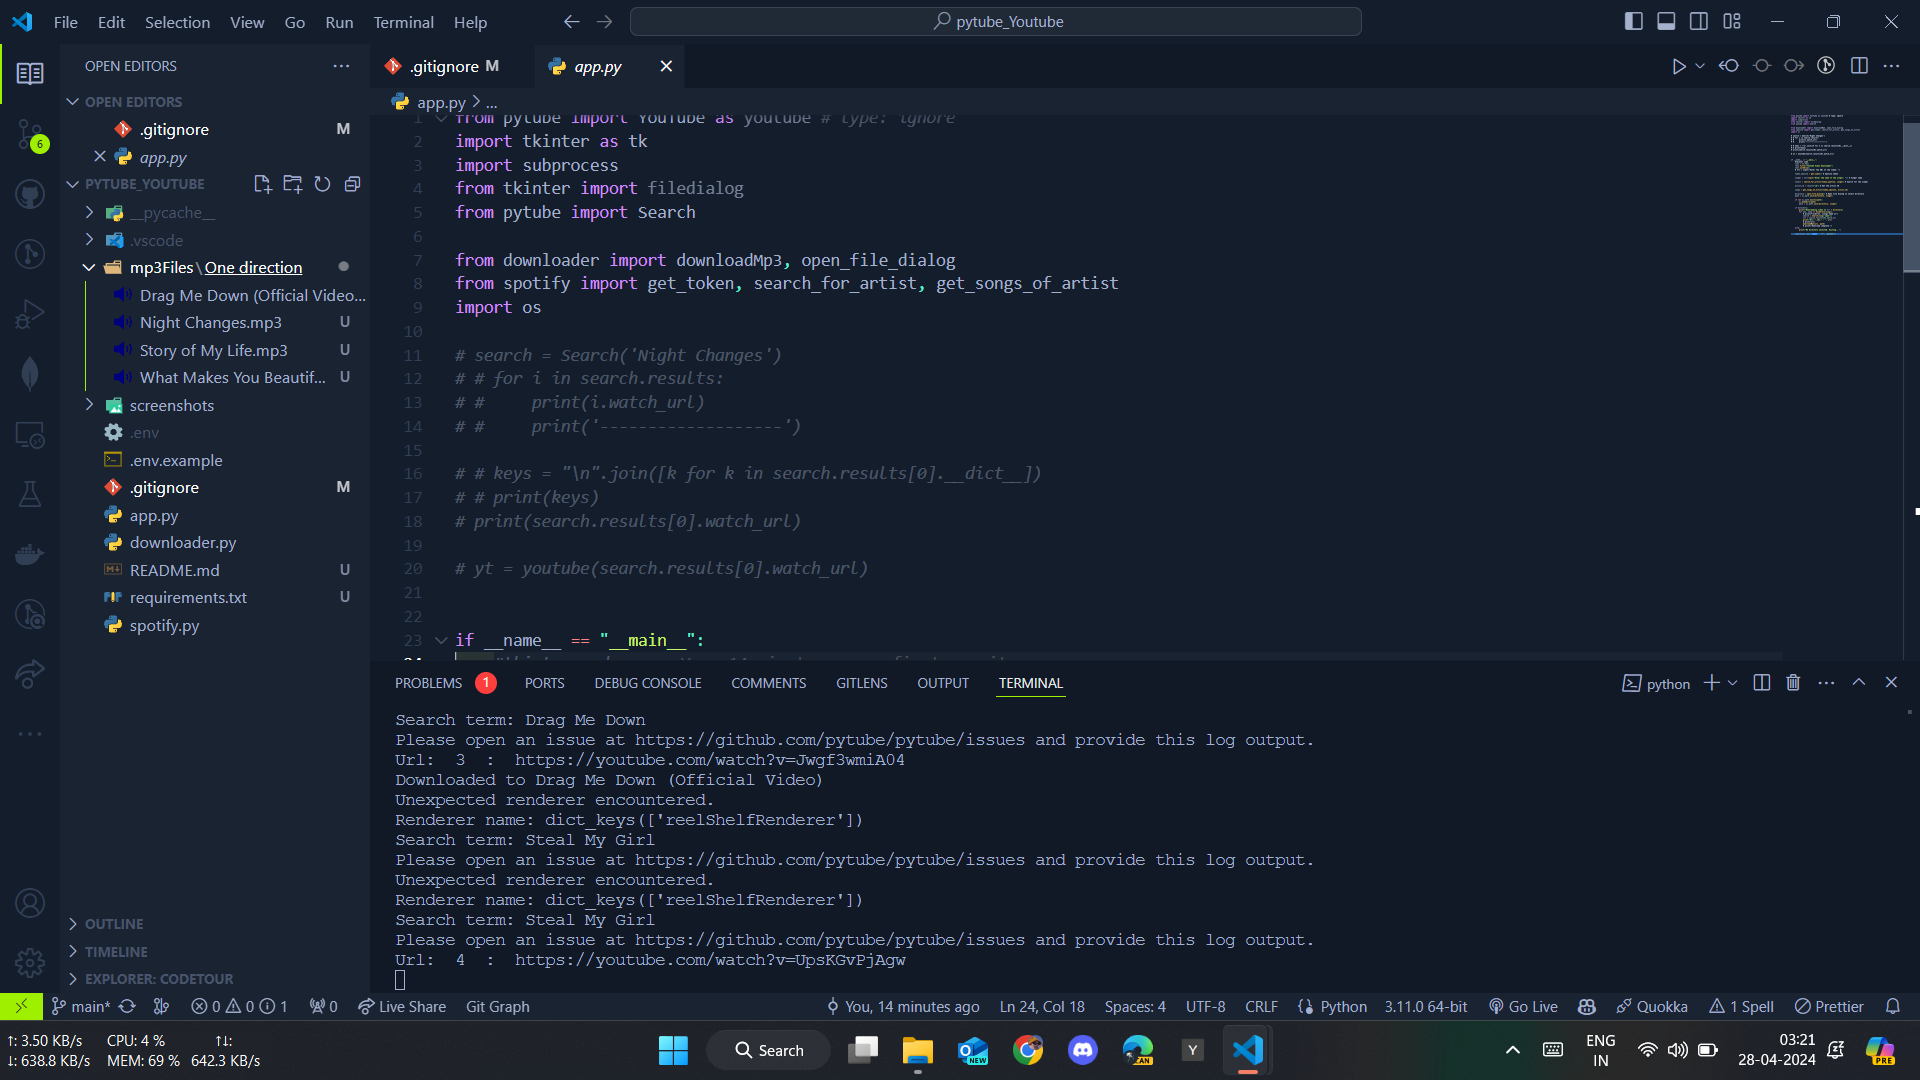 File Edit Selection View Go Run Terminal Help
pytube_Youtube
OPEN EDITORS
OPEN EDITORS
.gitignore M
app.py
6
PYTUBE_YOUTUBE
__pycache__
.vscode
mp3Files\One direction
Drag Me Down (Official Video...
Night Changes.mp3 U
Story of My Life.mp3 U
What Makes You Beautif... U
screenshots
.env
.env.example
.gitignore M
app.py
downloader.py
README.md U
requirements.txt U
spotify.py
OUTLINE
TIMELINE
EXPLORER: CODETOUR
.gitignore M
app.py
app.py > ...
1 from pytube import YouTube as youtube # type: ignore
2 import tkinter as tk
3 import subprocess
4 from tkinter import filedialog
5 from pytube import Search
6
7 from downloader import downloadMp3, open_file_dialog
8 from spotify import get_token, search_for_artist, get_songs_of_artist
9 import os
10
11 # search = Search('Night Changes')
12 # # for i in search.results:
13 # #     print(i.watch_url)
14 # #     print('-------------------')
15
16 # # keys = "\n".join([k for k in search.results[0].__dict__])
17 # # print(keys)
18 # print(search.results[0].watch_url)
19
20 # yt = youtube(search.results[0].watch_url)
21
22
23 if __name__ == "__main__":
PROBLEMS 1 PORTS DEBUG CONSOLE COMMENTS GITLENS OUTPUT TERMINAL
python
Search term: Drag Me Down
Please open an issue at https://github.com/pytube/pytube/issues and provide this log output.
Url:  3  :  https://youtube.com/watch?v=Jwgf3wmiA04
Downloaded to Drag Me Down (Official Video)
Unexpected renderer encountered.
Renderer name: dict_keys(['reelShelfRenderer'])
Search term: Steal My Girl
Please open an issue at https://github.com/pytube/pytube/issues and provide this log output.
Unexpected renderer encountered.
Renderer name: dict_keys(['reelShelfRenderer'])
Search term: Steal My Girl
Please open an issue at https://github.com/pytube/pytube/issues and provide this log output.
Url:  4  :  https://youtube.com/watch?v=UpsKGvPjAgw
main* 0 0 1 0 Live Share Git Graph You, 14 minutes ago Ln 24, Col 18 Spaces: 4 UTF-8 CRLF Python 3.11.0 64-bit Go Live Quokka 1 Spell Prettier
↑: 3.50 KB/s CPU: 4 % ↑↓:
↓: 638.8 KB/s MEM: 69 % 642.3 KB/s
Search
NEW
CAN
Y
ENG
IN
03:21
28-04-2024
PRE